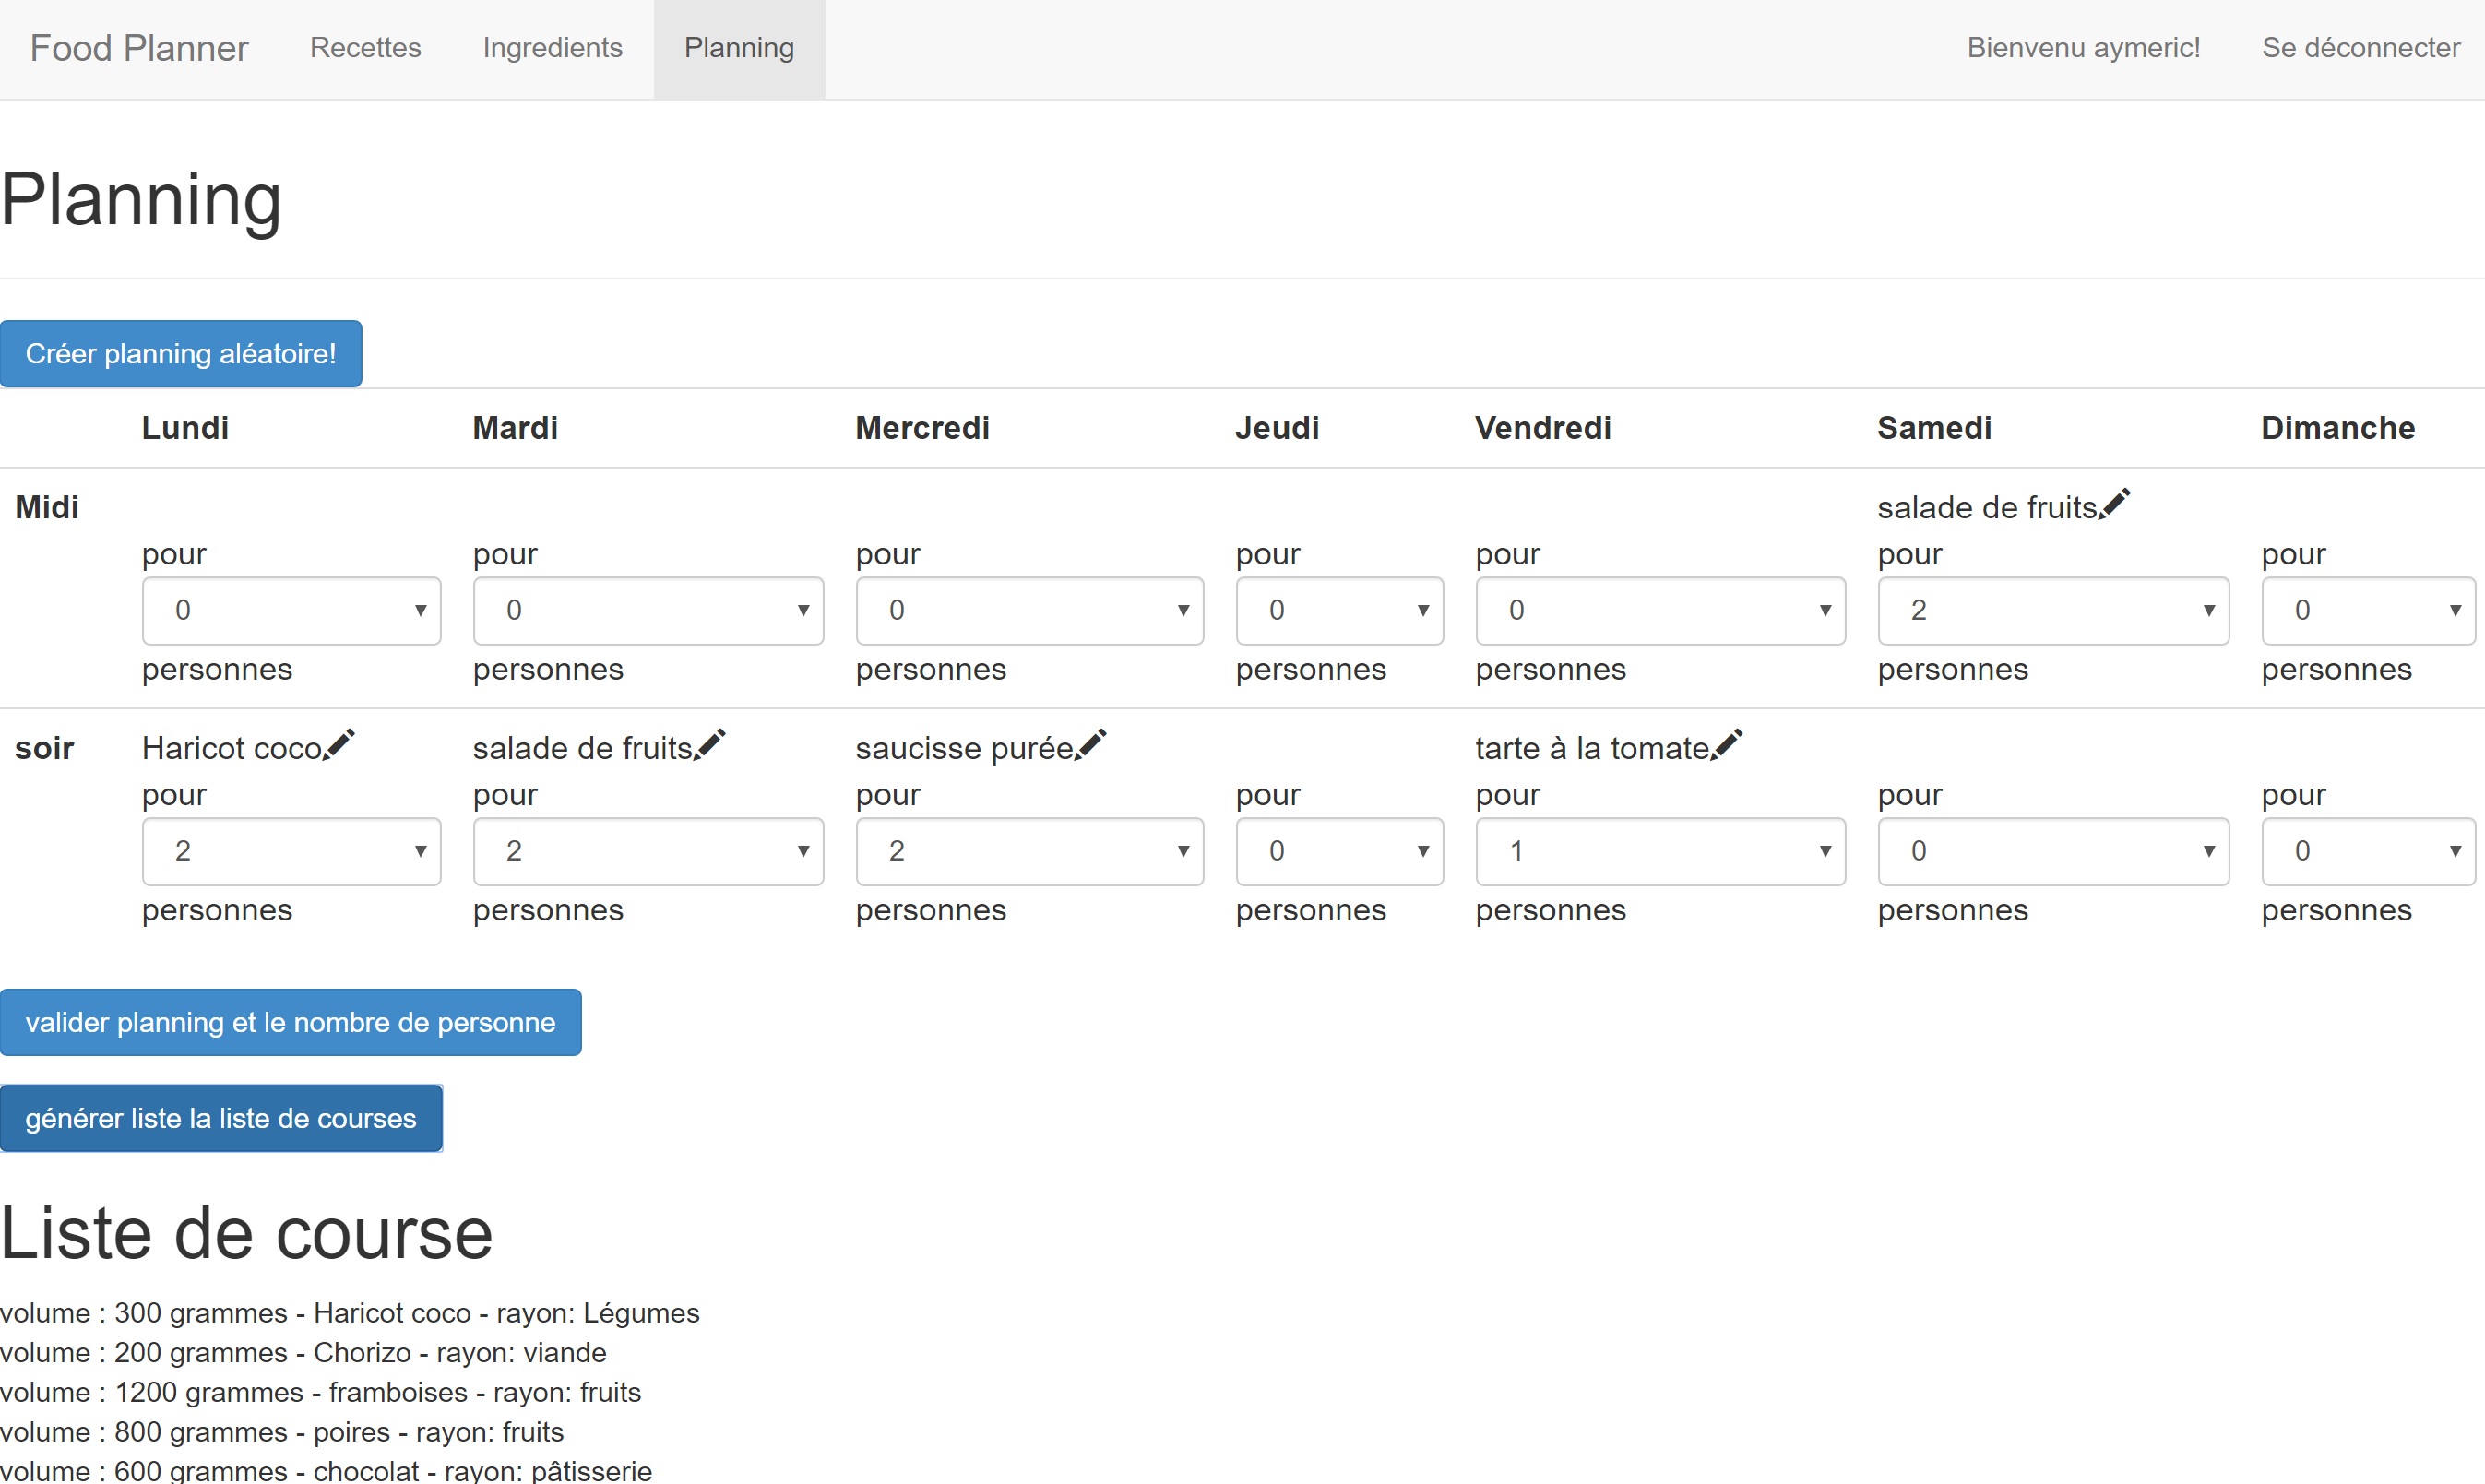 Food Planner Recettes Ingredients Planning Bienvenu aymeric! Se déconnecter
Planning
Créer planning aléatoire!
Lundi Mardi Mercredi Jeudi Vendredi Samedi Dimanche
Midi salade de fruits
pour pour pour pour pour pour pour
0 0 0 0 0 2 0
personnes personnes personnes personnes personnes personnes personnes
soir Haricot coco salade de fruits saucisse purée tarte à la tomate
pour pour pour pour pour pour pour
2 2 2 0 1 0 0
personnes personnes personnes personnes personnes personnes personnes
valider planning et le nombre de personne
générer liste la liste de courses
Liste de course
volume : 300 grammes - Haricot coco - rayon: Légumes
volume : 200 grammes - Chorizo - rayon: viande
volume : 1200 grammes - framboises - rayon: fruits
volume : 800 grammes - poires - rayon: fruits
volume : 600 grammes - chocolat - rayon: pâtisserie